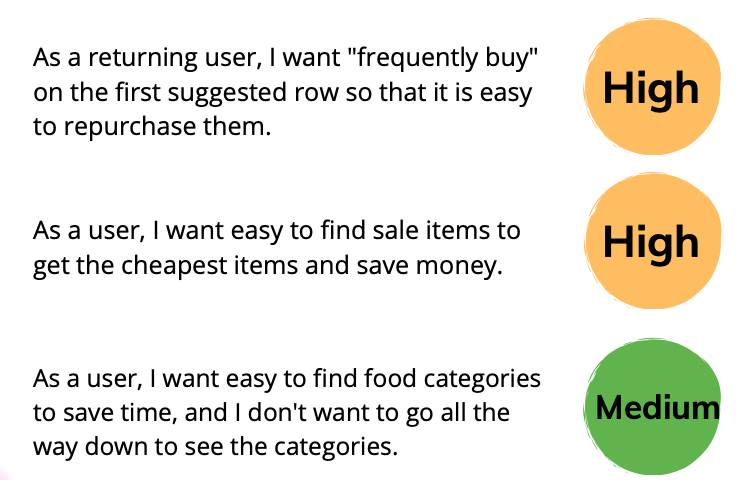 As a returning user, I want "frequently buy"
on the first suggested row so that it is easy
to repurchase them.
High
As a user, I want easy to find sale items to
get the cheapest items and save money.
High
As a user, I want easy to find food categories
to save time, and I don't want to go all the
way down to see the categories.
Medium